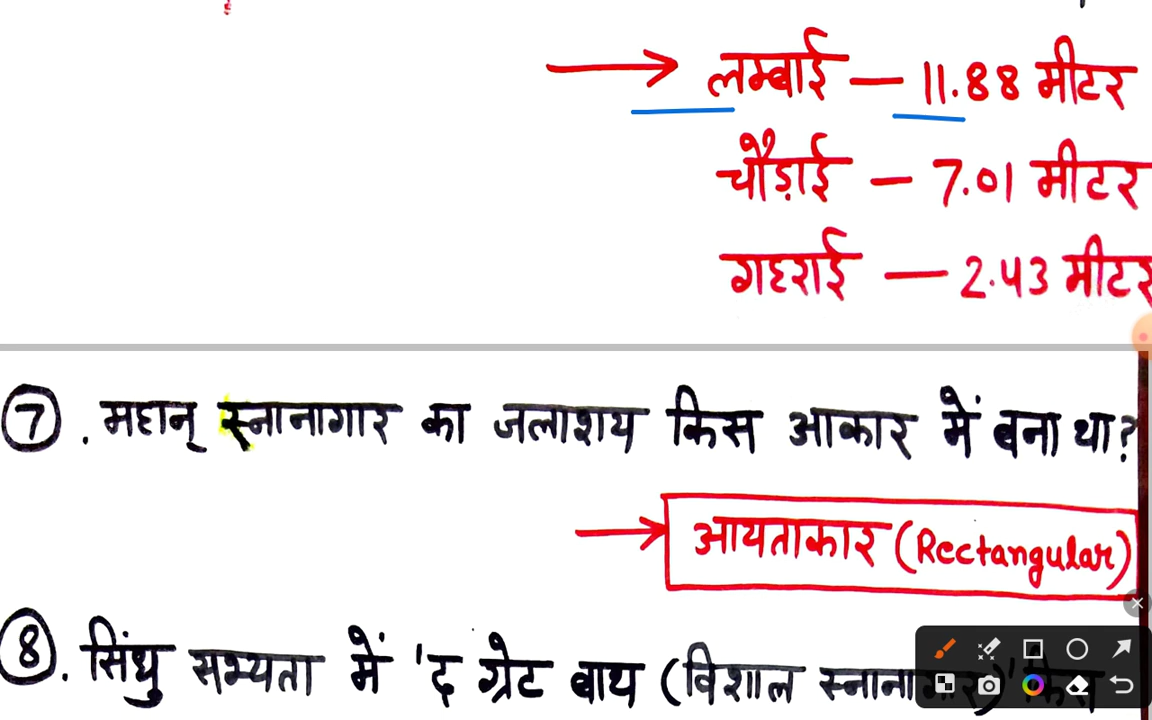 → लम्बाई — 11.88 मीटर
चौड़ाई — 7.01 मीटर
गहराई — 2.43 मीटर
7. महान् स्नानागार का जलाशय किस आकार में बना था?
→ आयताकार (Rectangular)
8. सिंधु सभ्यता में 'द ग्रेट बाथ (विशाल स्नानागार)' किस